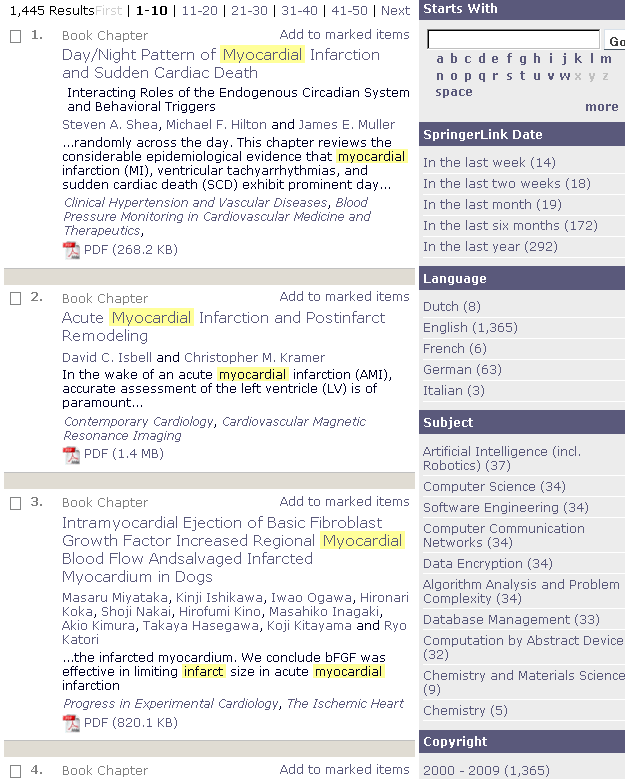 1,445 Results First | 1-10 | 11-20 | 21-30 | 31-40 | 41-50 | Next
1. Book Chapter Add to marked items
Day/Night Pattern of Myocardial Infarction
and Sudden Cardiac Death
Interacting Roles of the Endogenous Circadian System
and Behavioral Triggers
Steven A. Shea, Michael F. Hilton and James E. Muller
...randomly across the day. This chapter reviews the
considerable epidemiological evidence that myocardial
infarction (MI), ventricular tachyarrhythmias, and
sudden cardiac death (SCD) exhibit prominent day...
Clinical Hypertension and Vascular Diseases, Blood
Pressure Monitoring in Cardiovascular Medicine and
Therapeutics,
PDF (268.2 KB)
2. Book Chapter Add to marked items
Acute Myocardial Infarction and Postinfarct
Remodeling
David C. Isbell and Christopher M. Kramer
In the wake of an acute myocardial infarction (AMI),
accurate assessment of the left ventricle (LV) is of
paramount...
Contemporary Cardiology, Cardiovascular Magnetic
Resonance Imaging
PDF (1.4 MB)
3. Book Chapter Add to marked items
Intramyocardial Ejection of Basic Fibroblast
Growth Factor Increased Regional Myocardial
Blood Flow Andsalvaged Infarcted
Myocardium in Dogs
Masaru Miyataka, Kinji Ishikawa, Iwao Ogawa, Hironari
Koka, Shoji Nakai, Hirofumi Kino, Masahiko Inagaki,
Akio Kimura, Takaya Hasegawa, Koji Kitayama and Ryo
Katori
...the infarcted myocardium. We conclude bFGF was
effective in limiting infarct size in acute myocardial
infarction
Progress in Experimental Cardiology, The Ischemic Heart
PDF (820.1 KB)
4. Book Chapter Add to marked items
Starts With
Go
a b c d e f g h i j k l m
n o p q r s t u v w x y z
space
more
SpringerLink Date
In the last week (14)
In the last two weeks (18)
In the last month (19)
In the last six months (172)
In the last year (292)
Language
Dutch (8)
English (1,365)
French (6)
German (63)
Italian (3)
Subject
Artificial Intelligence (incl.
Robotics) (37)
Computer Science (34)
Software Engineering (34)
Computer Communication
Networks (34)
Data Encryption (34)
Algorithm Analysis and Problem
Complexity (34)
Database Management (33)
Computation by Abstract Device
(32)
Chemistry and Materials Science
(9)
Chemistry (5)
Copyright
2000 - 2009 (1,365)